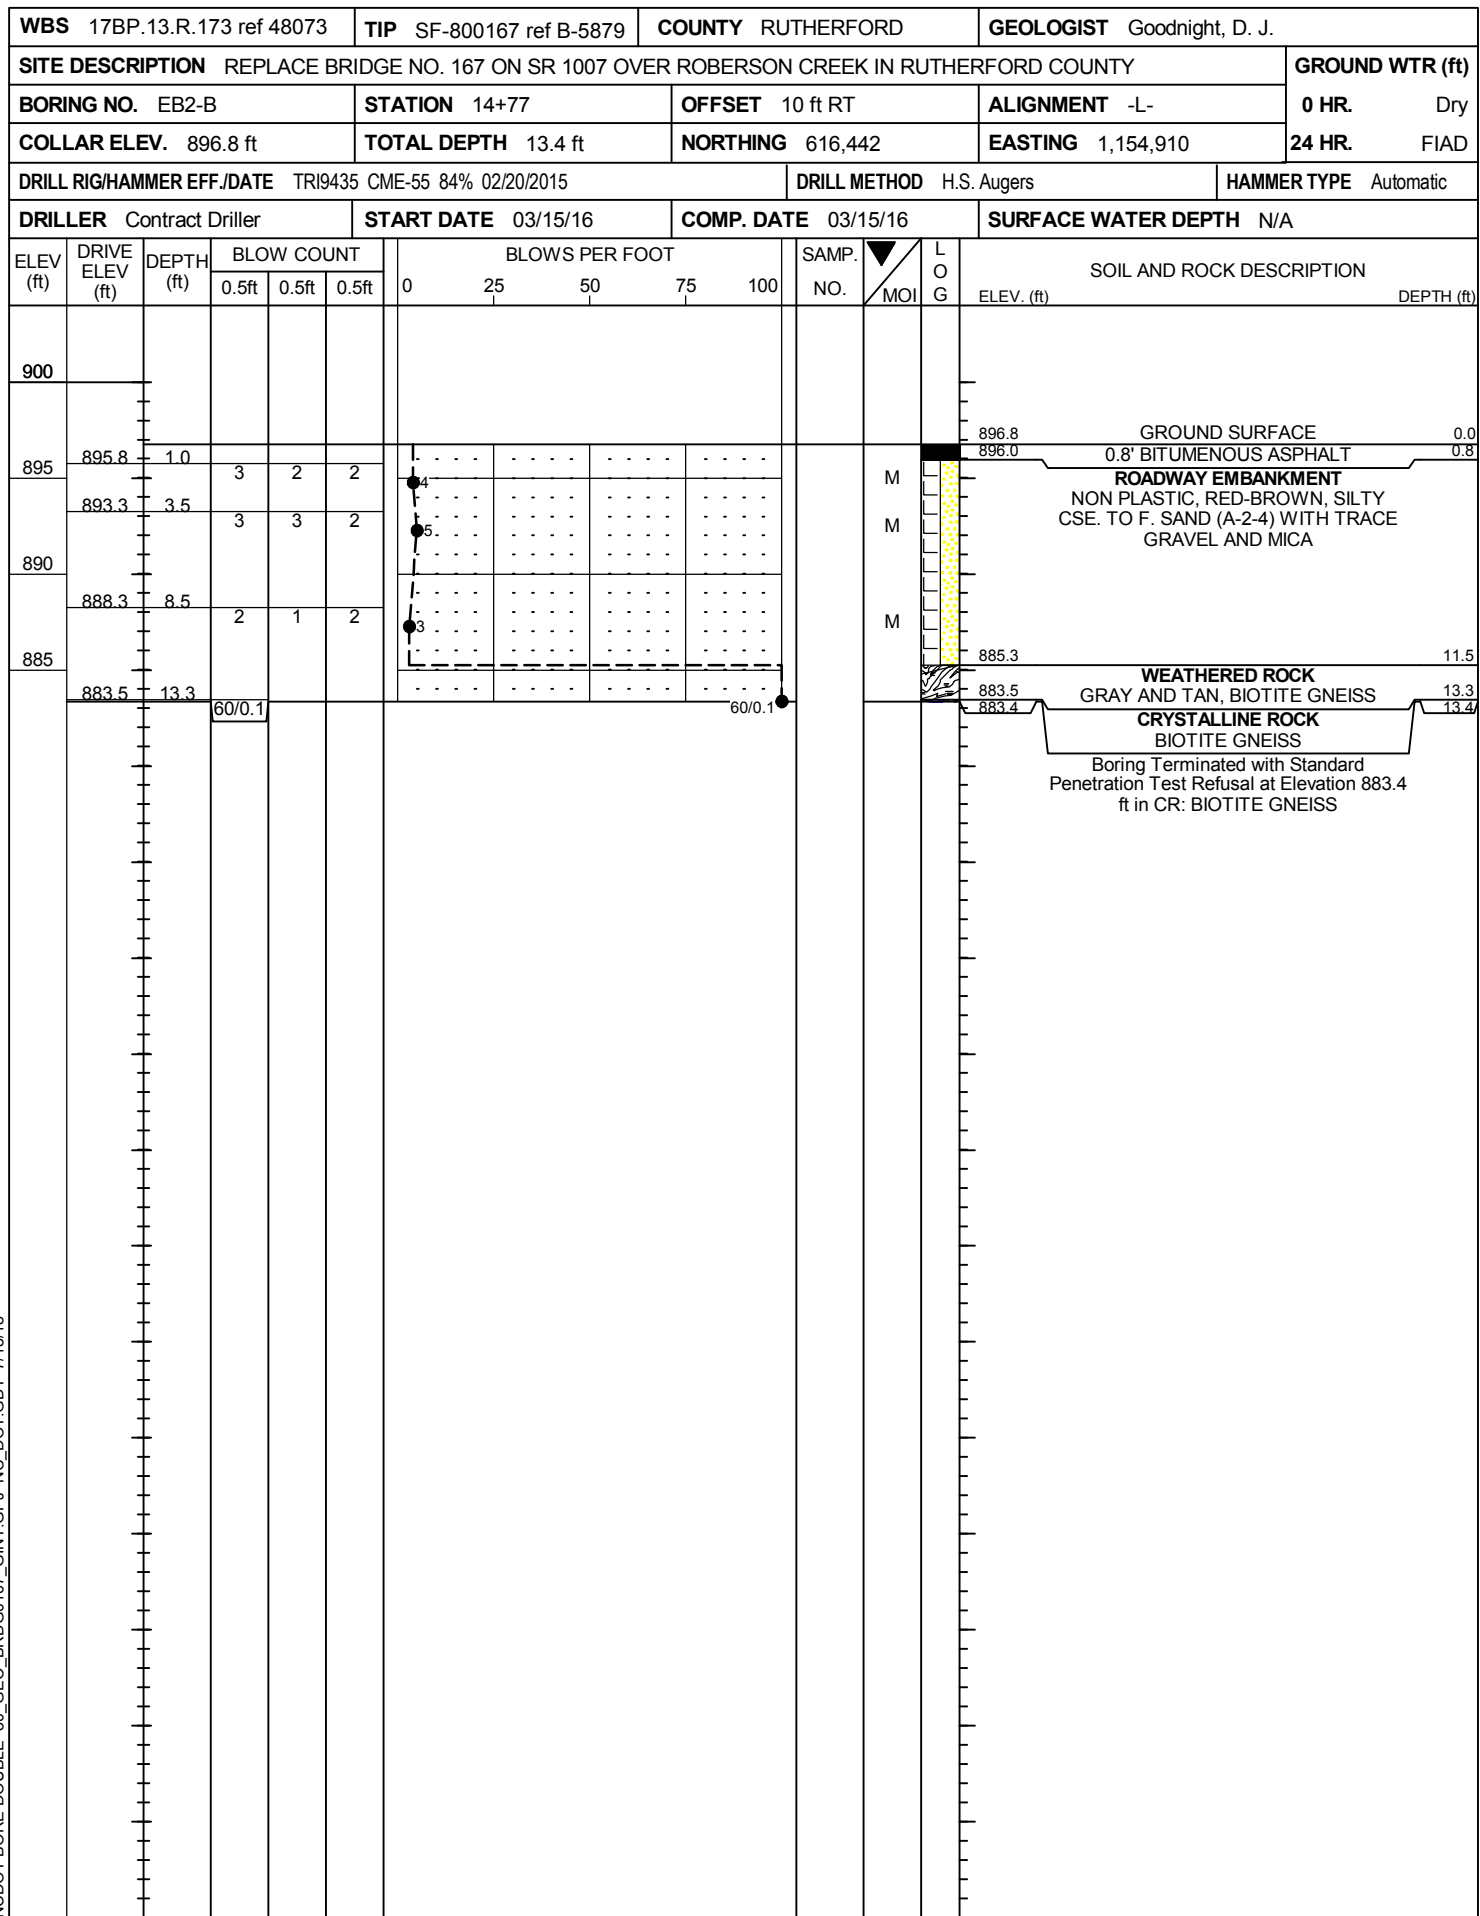 WBS 17BP.13.R.173 ref 48073 TIP SF-800167 ref B-5879 COUNTY RUTHERFORD GEOLOGIST Goodnight, D. J.
SITE DESCRIPTION REPLACE BRIDGE NO. 167 ON SR 1007 OVER ROBERSON CREEK IN RUTHERFORD COUNTY GROUND WTR (ft)
BORING NO. EB2-B STATION 14+77 OFFSET 10 ft RT ALIGNMENT -L- 0 HR. Dry
COLLAR ELEV. 896.8 ft TOTAL DEPTH 13.4 ft NORTHING 616,442 EASTING 1,154,910 24 HR. FIAD
DRILL RIG/HAMMER EFF./DATE TRI9435 CME-55 84% 02/20/2015 DRILL METHOD H.S. Augers HAMMER TYPE Automatic
DRILLER Contract Driller START DATE 03/15/16 COMP. DATE 03/15/16 SURFACE WATER DEPTH N/A
ELEV (ft) DRIVE ELEV (ft) DEPTH (ft) BLOW COUNT BLOWS PER FOOT SAMP. NO. MOI LOG SOIL AND ROCK DESCRIPTION
0.5ft 0.5ft 0.5ft 0 25 50 75 100 ELEV. (ft) DEPTH (ft)
900
896.8 GROUND SURFACE 0.0
895.8 1.0 896.0 0.8' BITUMENOUS ASPHALT 0.8
895 3 2 2 4 M ROADWAY EMBANKMENT
893.3 3.5 NON PLASTIC, RED-BROWN, SILTY
3 3 2 5 M CSE. TO F. SAND (A-2-4) WITH TRACE
GRAVEL AND MICA
890
888.3 8.5
2 1 2 3 M
885 885.3 11.5
WEATHERED ROCK
883.5 13.3 883.5 GRAY AND TAN, BIOTITE GNEISS 13.3
60/0.1 60/0.1 883.4 13.4
CRYSTALLINE ROCK
BIOTITE GNEISS
Boring Terminated with Standard
Penetration Test Refusal at Elevation 883.4
ft in CR: BIOTITE GNEISS